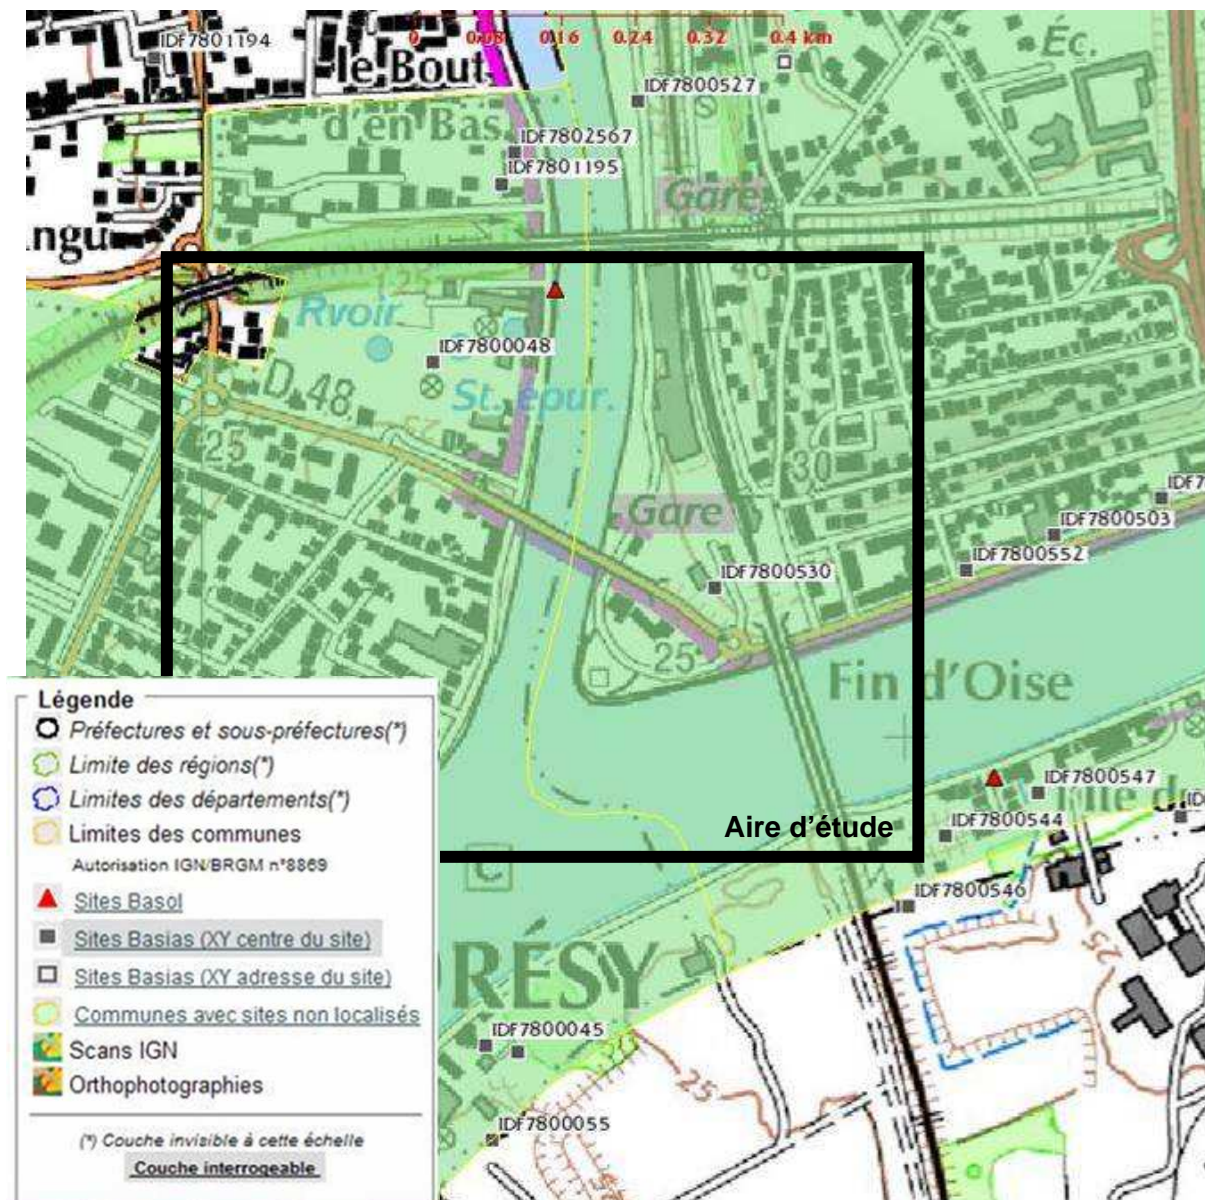 IDF7801194
0 0.08 0.16 0.24 0.32 0.4 km
le Bout
d'en Bas
Éc.
IDF7800527
IDF7802567
IDF7801195
Gare
ngu
Rvoir
IDF7800048
D.48
St. épur.
25
30
Gare
IDF7800503
IDF7800552
IDF7800530
25
Fin d'Oise
IDF7800547
IDF7800544
Aire d'étude
C
IDF7800546
25
RESY
IDF7800045
25
IDF7800055
Légende
Préfectures et sous-préfectures(*)
Limite des régions(*)
Limites des départements(*)
Limites des communes
Autorisation IGN/BRGM n°8869
Sites Basol
Sites Basias (XY centre du site)
Sites Basias (XY adresse du site)
Communes avec sites non localisés
Scans IGN
Orthophotographies
(*) Couche invisible à cette échelle
Couche interrogeable